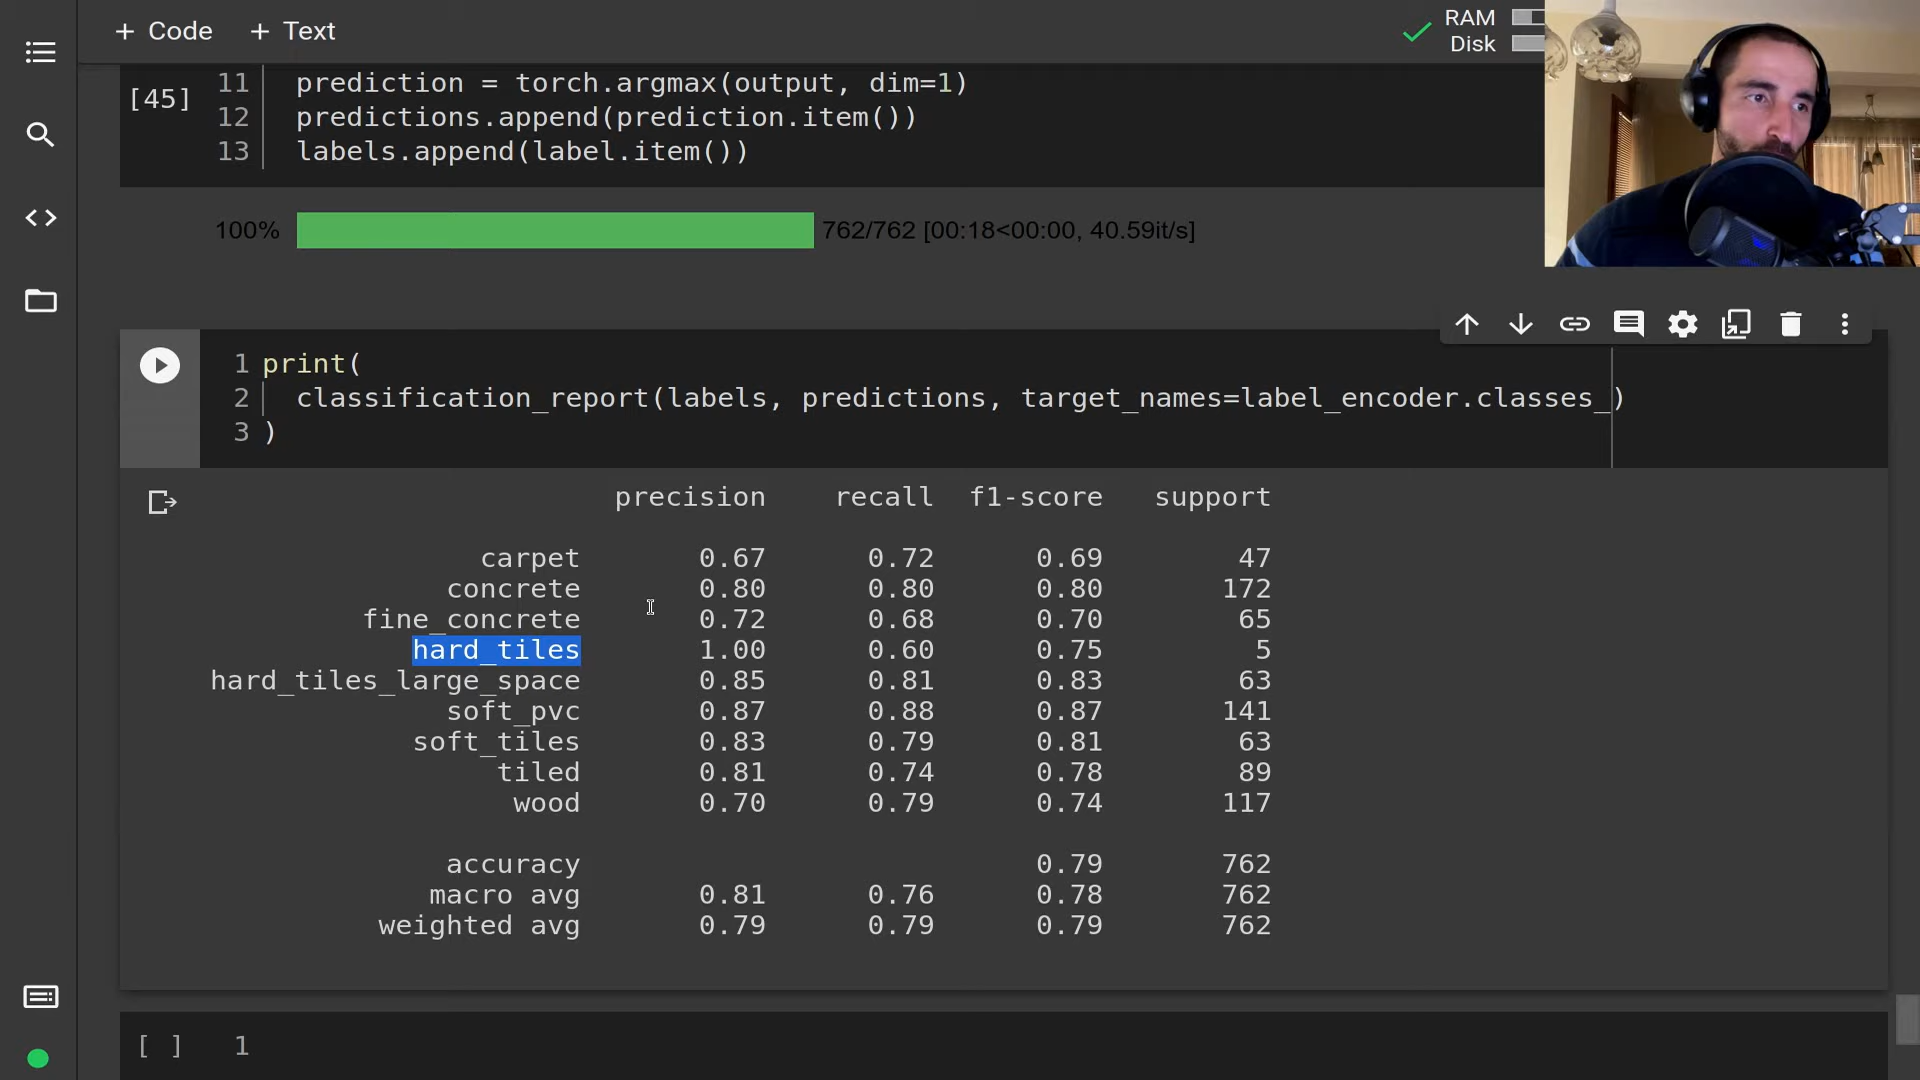 + Code + Text
RAM
Disk
[45]
11 prediction = torch.argmax(output, dim=1)
12 predictions.append(prediction.item())
13 labels.append(label.item())
100% 762/762 [00:18<00:00, 40.59it/s]
1 print(
2 classification_report(labels, predictions, target_names=label_encoder.classes_)
3 )
precision recall f1-score support
carpet 0.67 0.72 0.69 47
concrete 0.80 0.80 0.80 172
fine_concrete 0.72 0.68 0.70 65
hard_tiles 1.00 0.60 0.75 5
hard_tiles_large_space 0.85 0.81 0.83 63
soft_pvc 0.87 0.88 0.87 141
soft_tiles 0.83 0.79 0.81 63
tiled 0.81 0.74 0.78 89
wood 0.70 0.79 0.74 117
accuracy 0.79 762
macro avg 0.81 0.76 0.78 762
weighted avg 0.79 0.79 0.79 762
[ ] 1